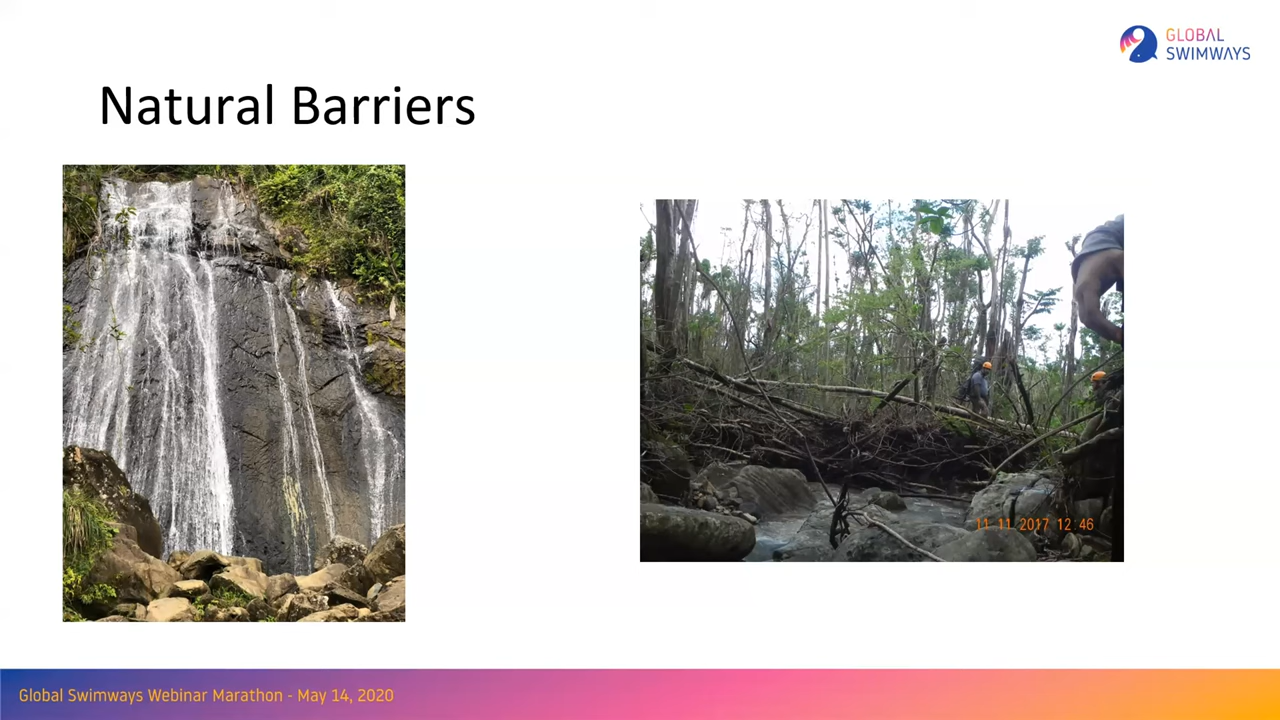 GLOBAL
SWIMWAYS
Natural Barriers
11 11 2017 12:46
Global Swimways Webinar Marathon - May 14, 2020